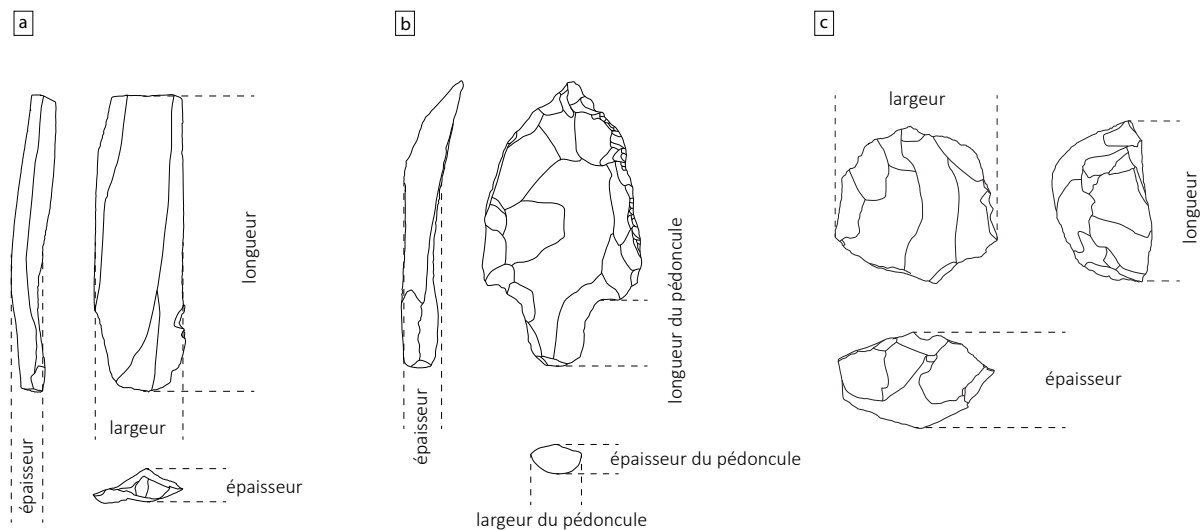 a
longueur
largeur
épaisseur
épaisseur
b
longueur du pédoncule
épaisseur
épaisseur du pédoncule
largeur du pédoncule
c
largeur
longueur
épaisseur